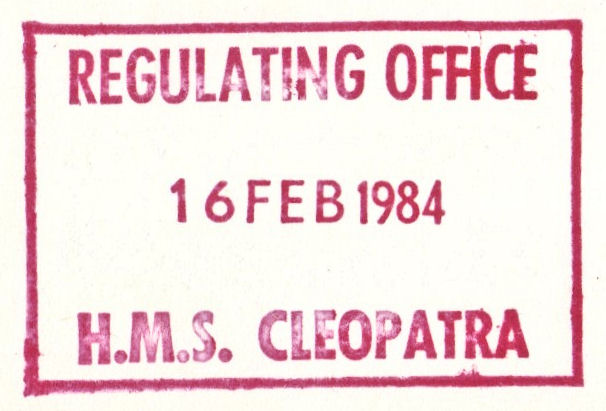 REGULATING OFFICE
16 FEB 1984
H.M.S. CLEOPATRA